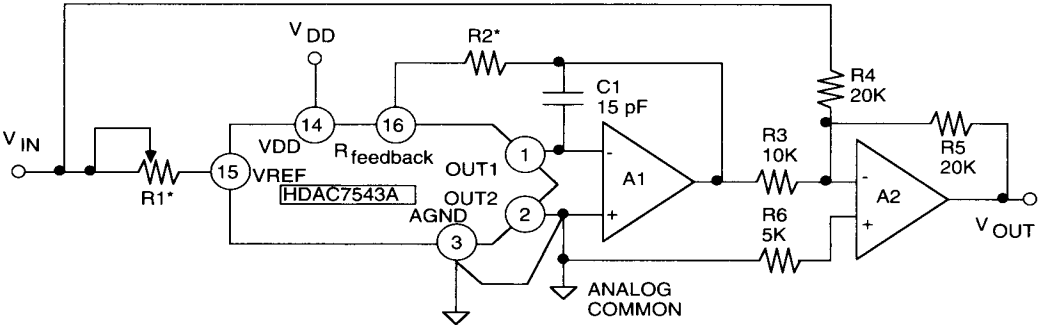 V DD
R2*
C1
15 pF
R4
20K
V IN
14
16
VDD
R feedback
R1*
15
VREF
HDAC7543A
OUT1
1
-
A1
+
OUT2
2
AGND
3
R3
10K
R5
20K
-
A2
+
R6
5K
V OUT
ANALOG
COMMON